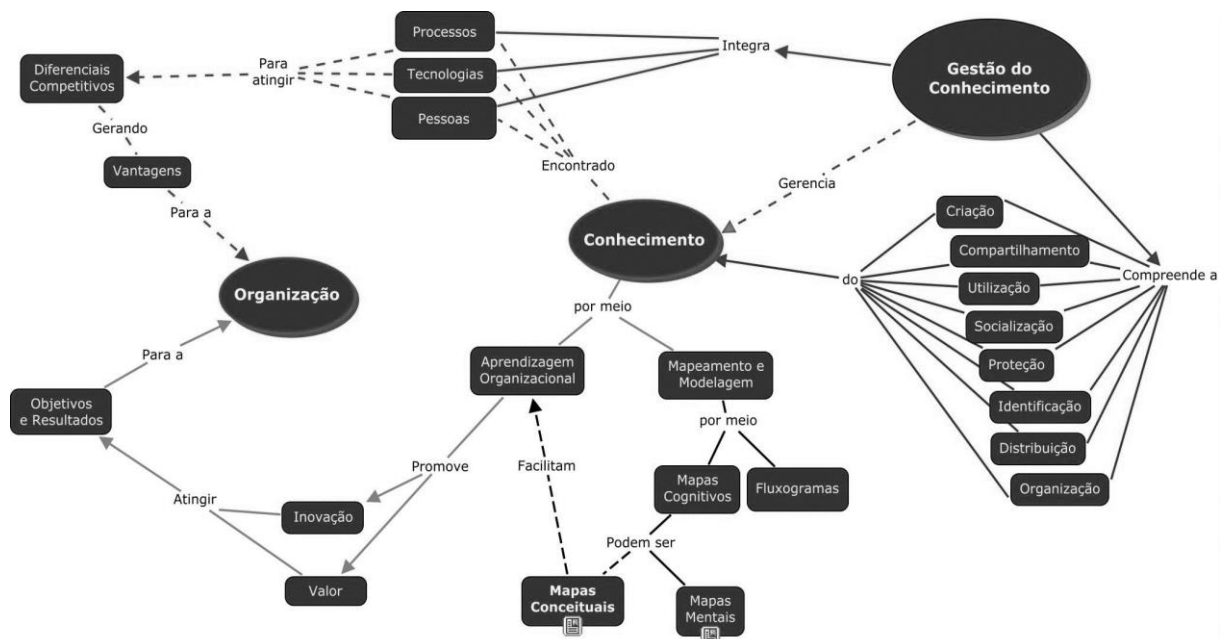 Processos
Integra
Gestão do
Conhecimento
Para
atingir
Diferenciais
Competitivos
Tecnologias
Pessoas
Gerando
Vantagens
Encontrado
Gerencia
Para a
Criação
Conhecimento
Compartilhamento
do
Compreende a
Utilização
Organização
por meio
Socialização
Para a
Aprendizagem
Organizacional
Mapeamento e
Modelagem
Proteção
Objetivos
e Resultados
Identificação
por meio
Distribuição
Promove
Facilitam
Mapas
Cognitivos
Fluxogramas
Organização
Atingir
Inovação
Podem ser
Valor
Mapas
Conceituais
Mapas
Mentais